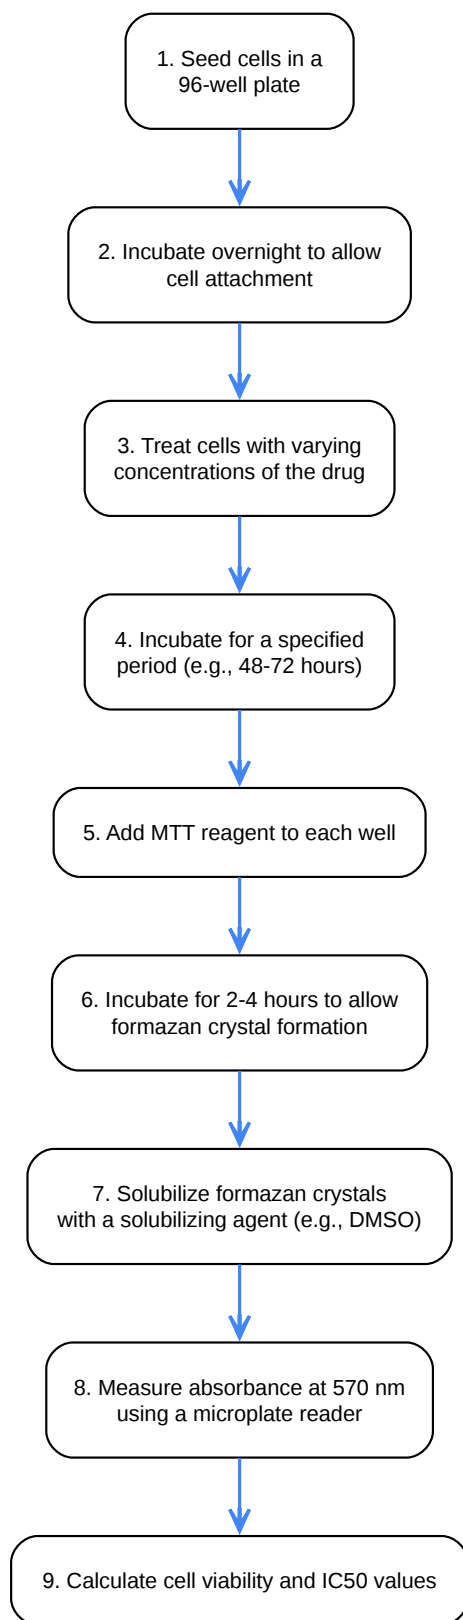 1. Seed cells in a
96-well plate
2. Incubate overnight to allow
cell attachment
3. Treat cells with varying
concentrations of the drug
4. Incubate for a specified
period (e.g., 48-72 hours)
5. Add MTT reagent to each well
6. Incubate for 2-4 hours to allow
formazan crystal formation
7. Solubilize formazan crystals
with a solubilizing agent (e.g., DMSO)
8. Measure absorbance at 570 nm
using a microplate reader
9. Calculate cell viability and IC50 values